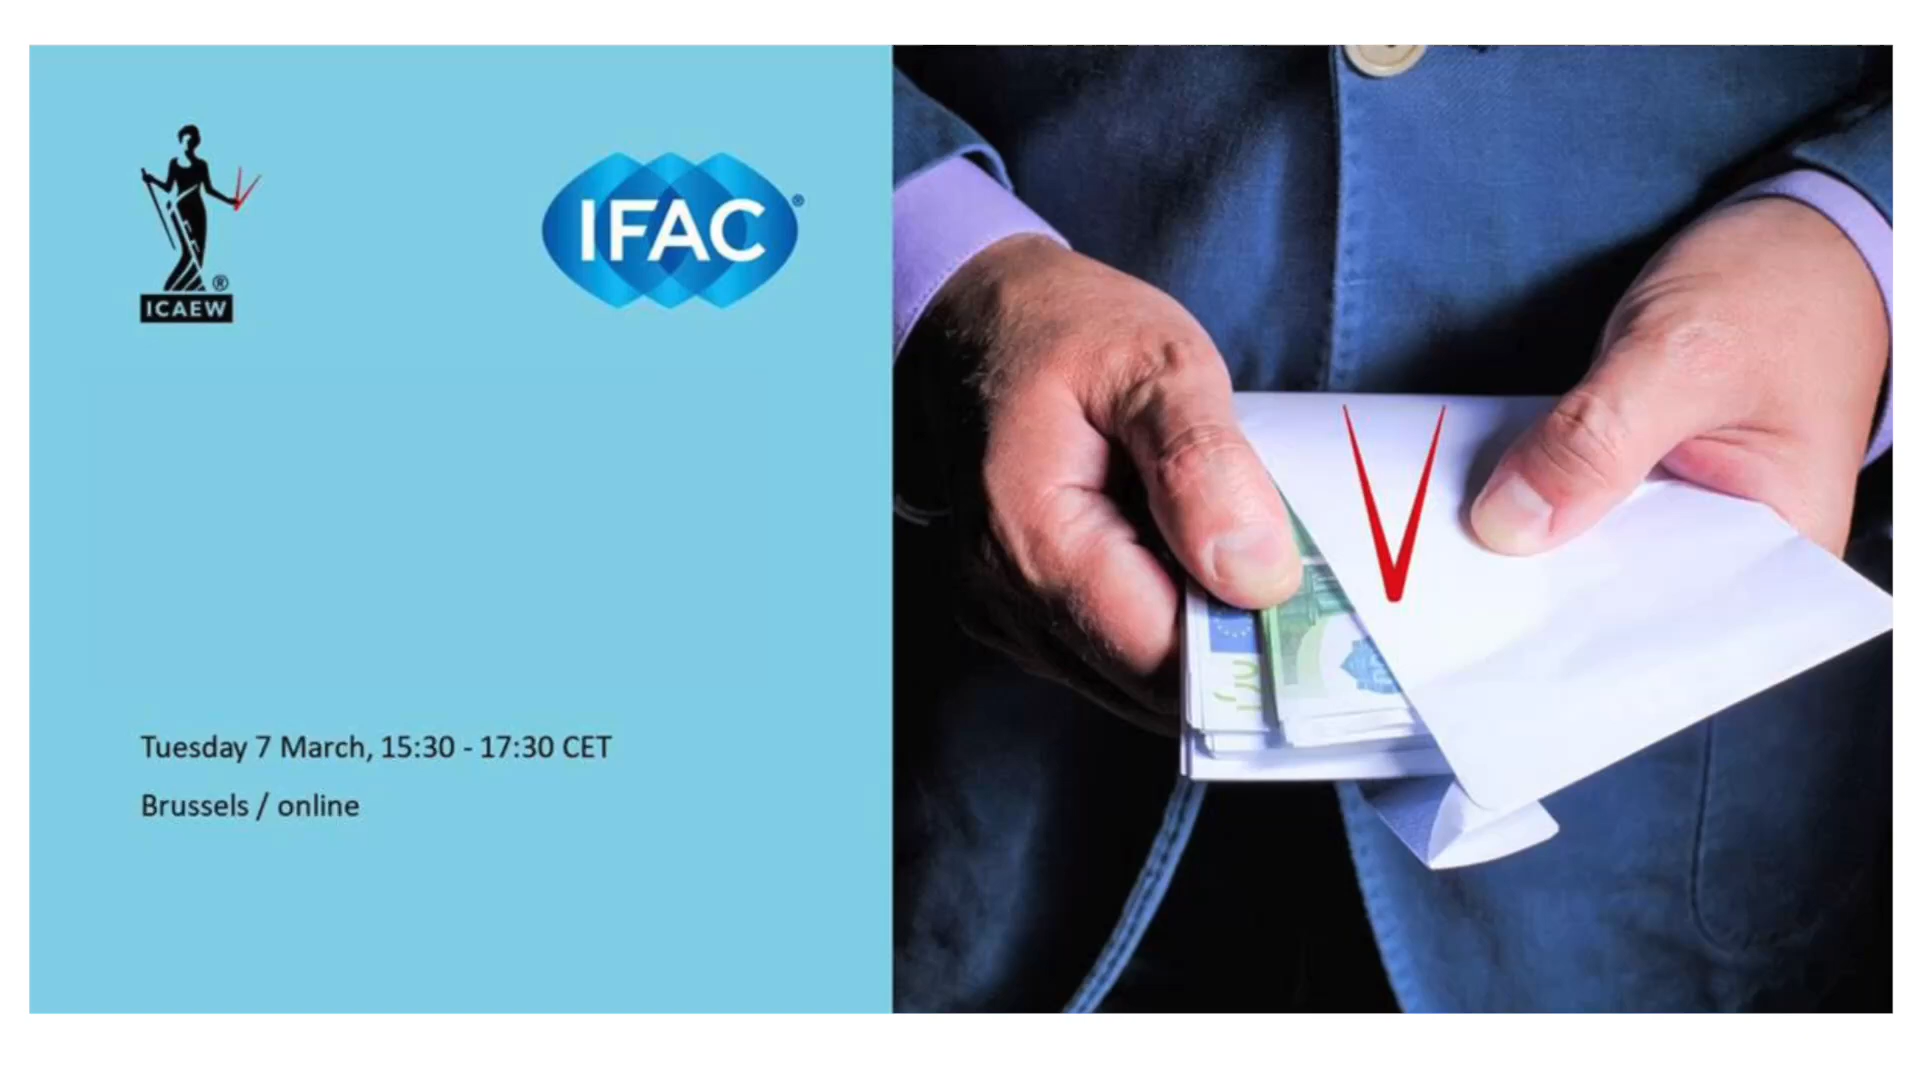 ICAEW
®
IFAC®
Tuesday 7 March, 15:30 - 17:30 CET
Brussels / online